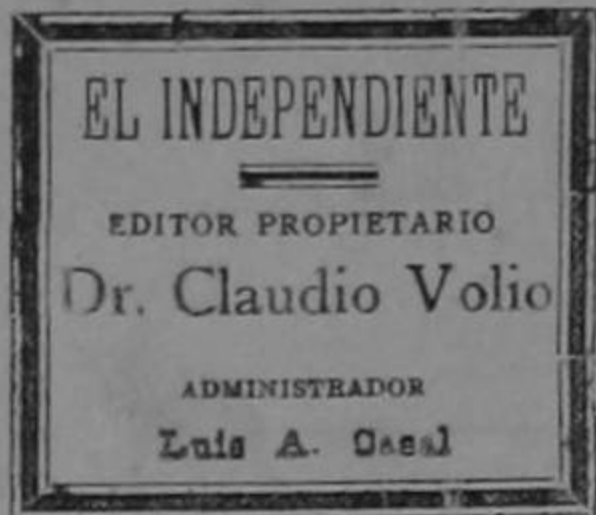 EL INDEPENDIENTE
EDITOR PROPIETARIO
Dr. Claudio Volio
ADMINISTRADOR
Luis A. Casal